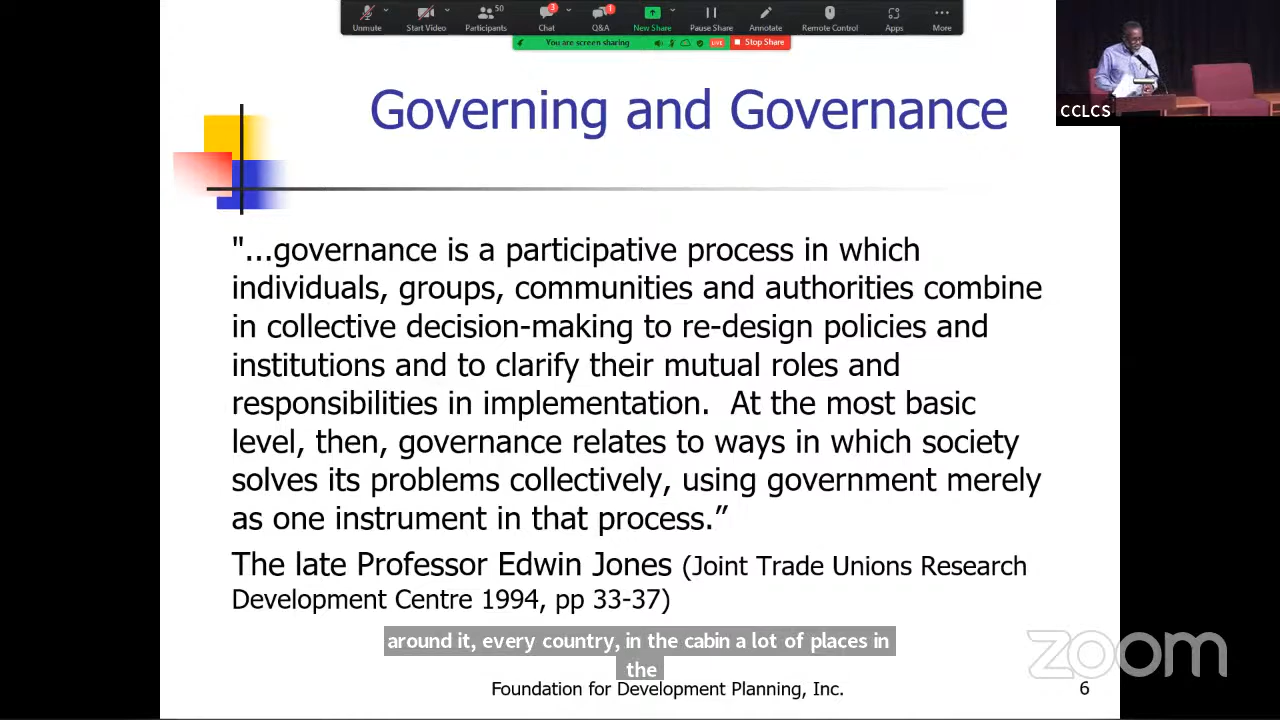 50
3
1
Unmute Start Video Participants Chat Q&A New Share Pause Share Annotate Remote Control Apps More
You are screen sharing LIVE Stop Share
CCLCS
Governing and Governance
"...governance is a participative process in which
individuals, groups, communities and authorities combine
in collective decision-making to re-design policies and
institutions and to clarify their mutual roles and
responsibilities in implementation.  At the most basic
level, then, governance relates to ways in which society
solves its problems collectively, using government merely
as one instrument in that process.”
The late Professor Edwin Jones (Joint Trade Unions Research
Development Centre 1994, pp 33-37)
around it, every country, in the cabin a lot of places in
the
zoom
Foundation for Development Planning, Inc. 6